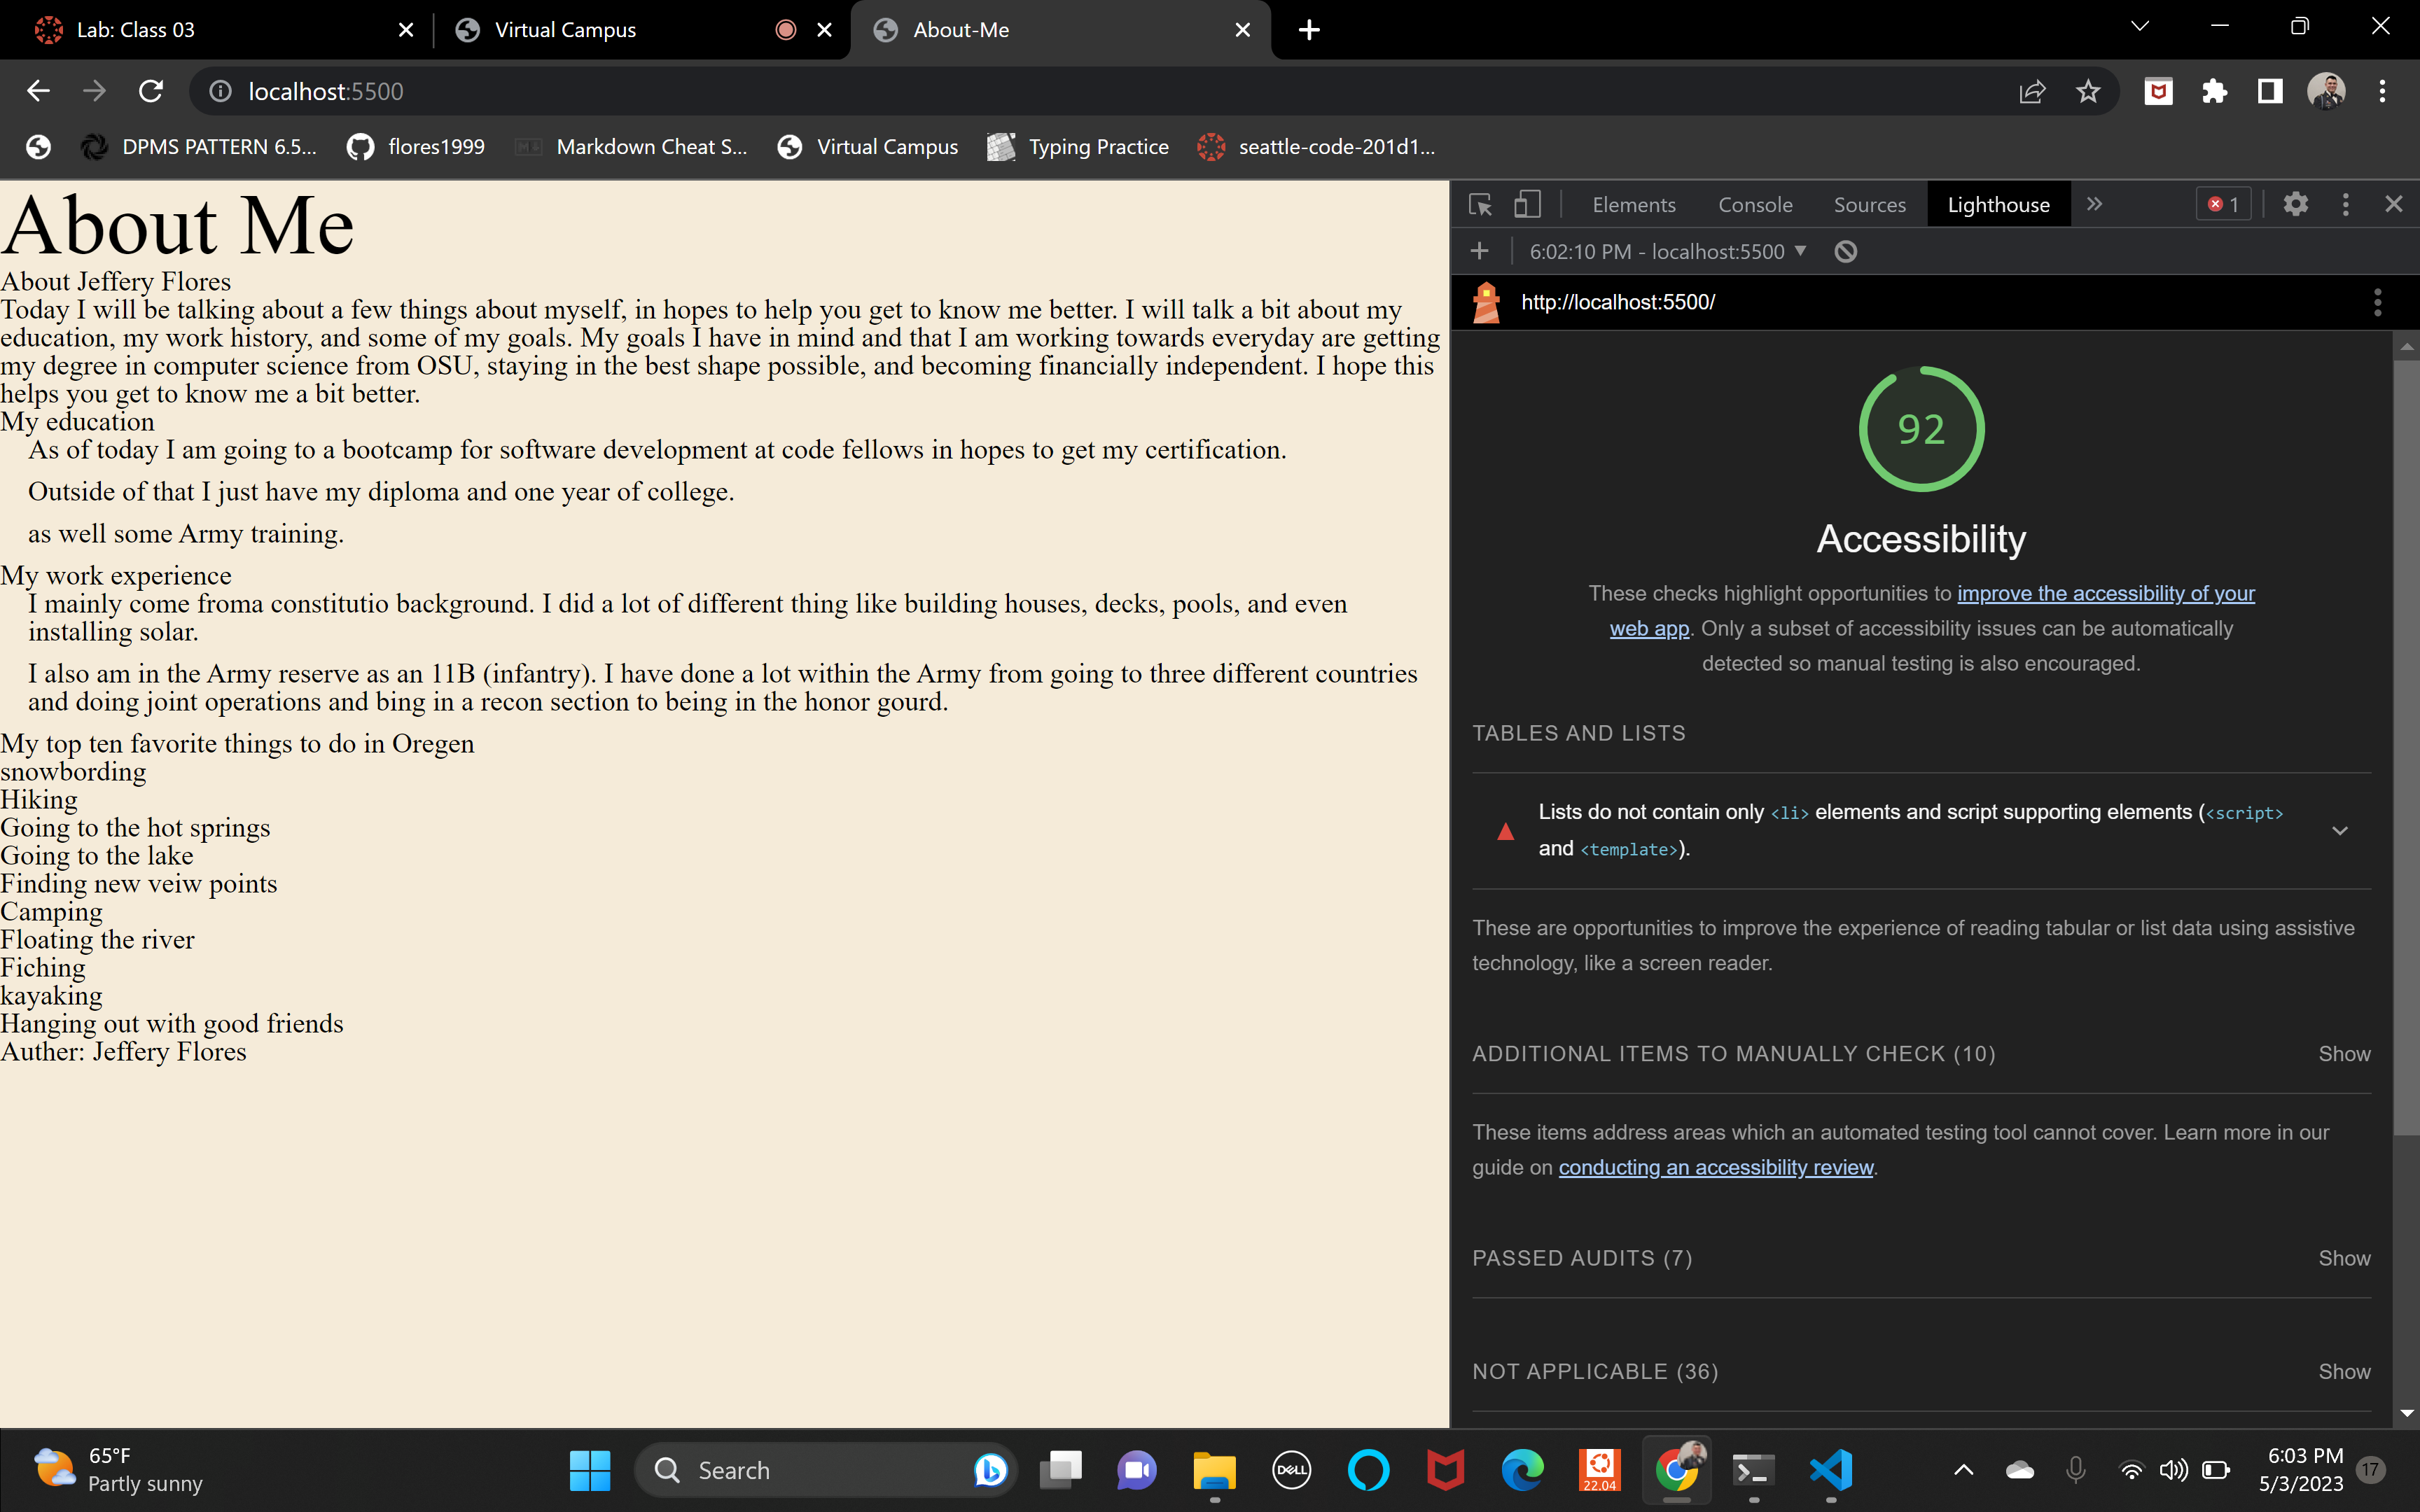 Lab: Class 03
Virtual Campus
About-Me
localhost:5500
DPMS PATTERN 6.5...
flores1999
Markdown Cheat S...
Virtual Campus
Typing Practice
seattle-code-201d1...
About Me
About Jeffery Flores
Today I will be talking about a few things about myself, in hopes to help you get to know me better. I will talk a bit about my
education, my work history, and some of my goals. My goals I have in mind and that I am working towards everyday are getting
my degree in computer science from OSU, staying in the best shape possible, and becoming financially independent. I hope this
helps you get to know me a bit better.
My education
As of today I am going to a bootcamp for software development at code fellows in hopes to get my certification.
Outside of that I just have my diploma and one year of college.
as well some Army training.
My work experience
I mainly come froma constitutio background. I did a lot of different thing like building houses, decks, pools, and even
installing solar.
I also am in the Army reserve as an 11B (infantry). I have done a lot within the Army from going to three different countries
and doing joint operations and bing in a recon section to being in the honor gourd.
My top ten favorite things to do in Oregen
snowbording
Hiking
Going to the hot springs
Going to the lake
Finding new veiw points
Camping
Floating the river
Fiching
kayaking
Hanging out with good friends
Auther: Jeffery Flores
Elements
Console
Sources
Lighthouse
1
6:02:10 PM - localhost:5500
http://localhost:5500/
92
Accessibility
These checks highlight opportunities to improve the accessibility of your
web app. Only a subset of accessibility issues can be automatically
detected so manual testing is also encouraged.
TABLES AND LISTS
Lists do not contain only <li> elements and script supporting elements (<script>
and <template>).
These are opportunities to improve the experience of reading tabular or list data using assistive
technology, like a screen reader.
ADDITIONAL ITEMS TO MANUALLY CHECK (10)
Show
These items address areas which an automated testing tool cannot cover. Learn more in our
guide on conducting an accessibility review.
PASSED AUDITS (7)
Show
NOT APPLICABLE (36)
Show
65°F
Partly sunny
Search
DELL
22.04
6:03 PM
5/3/2023
17